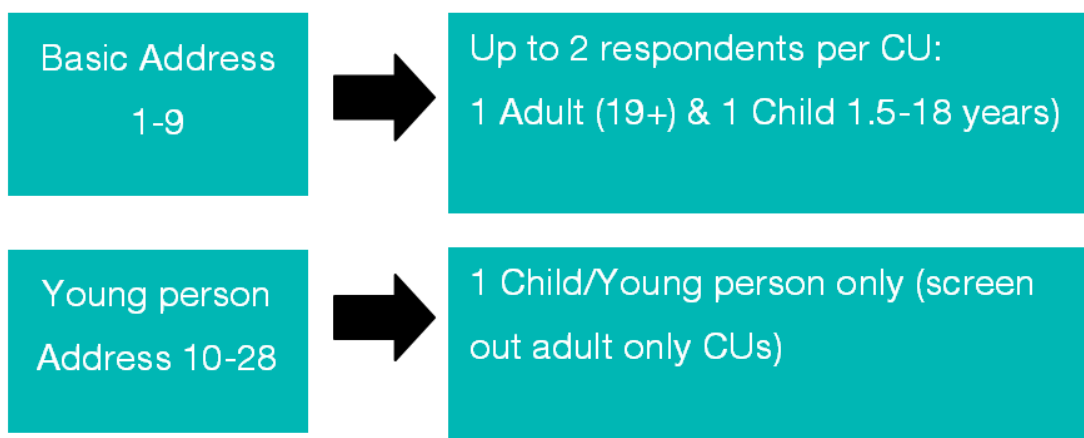 Basic Address
1-9
Up to 2 respondents per CU:
1 Adult (19+) & 1 Child 1.5-18 years)
Young person
Address 10-28
1 Child/Young person only (screen
out adult only CUs)